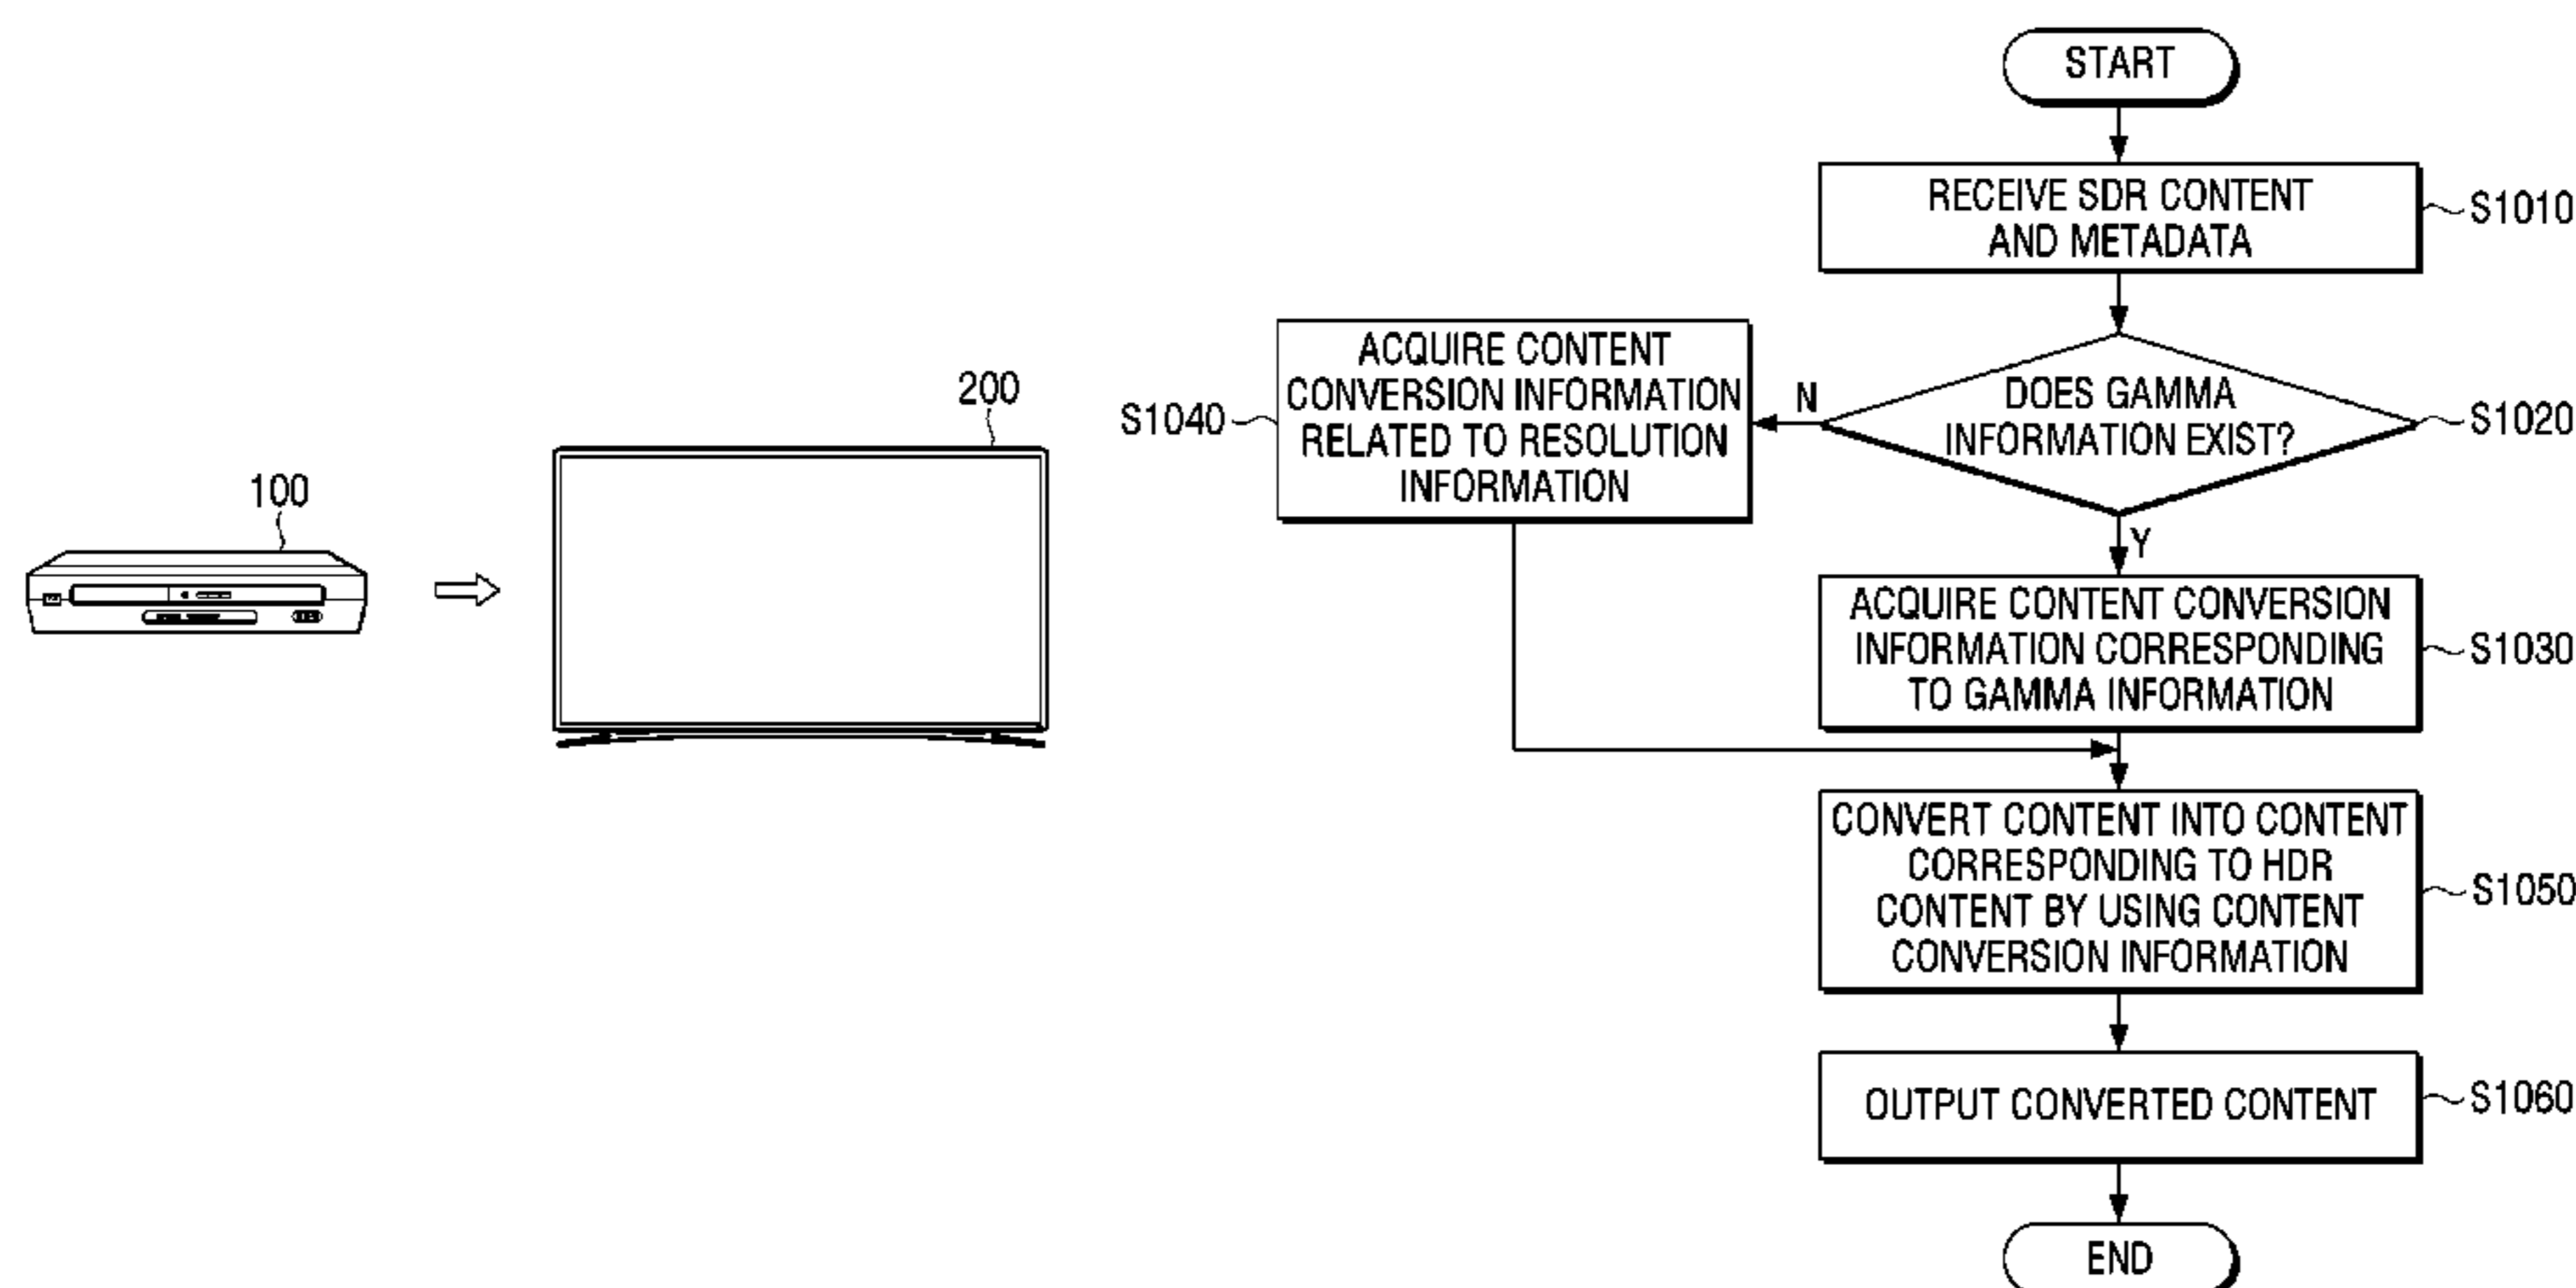 100
200
START
RECEIVE SDR CONTENT
AND METADATA
S1010
DOES GAMMA
INFORMATION EXIST?
S1020
N
Y
ACQUIRE CONTENT
CONVERSION INFORMATION
RELATED TO RESOLUTION
INFORMATION
S1040
ACQUIRE CONTENT CONVERSION
INFORMATION CORRESPONDING
TO GAMMA INFORMATION
S1030
CONVERT CONTENT INTO CONTENT
CORRESPONDING TO HDR
CONTENT BY USING CONTENT
CONVERSION INFORMATION
S1050
OUTPUT CONVERTED CONTENT
S1060
END